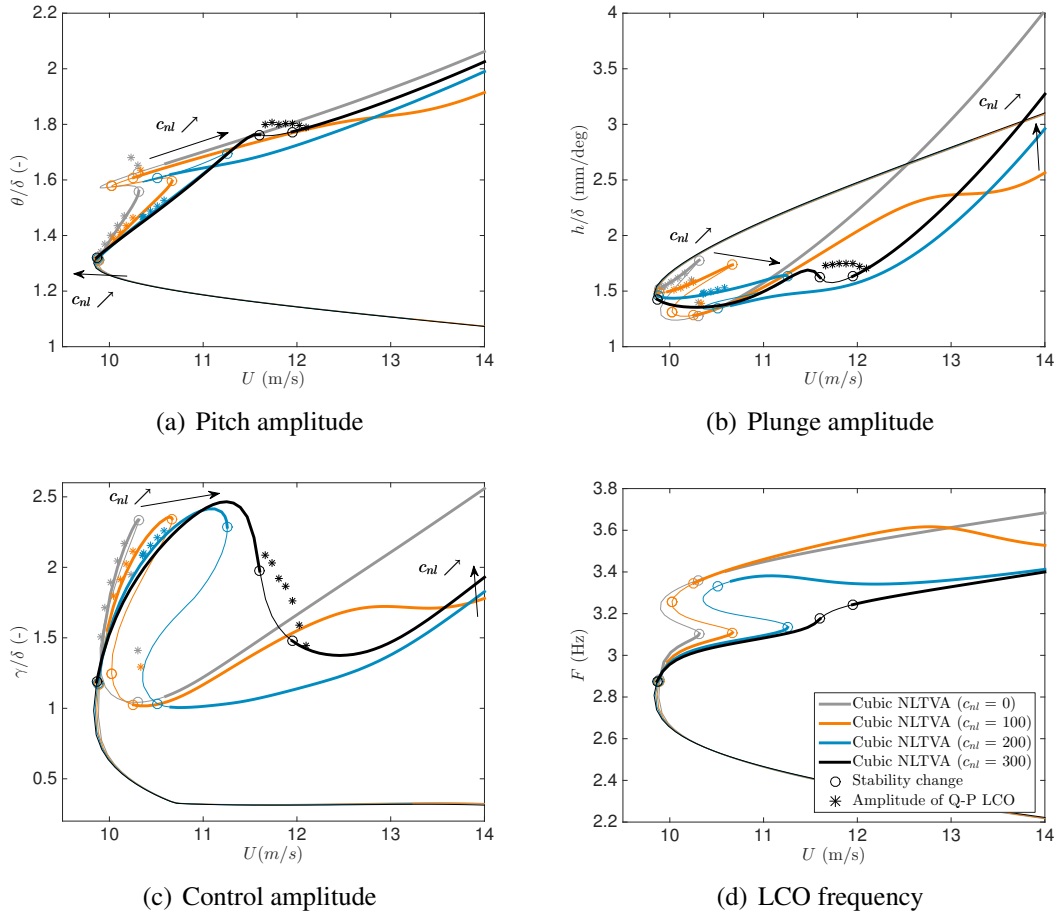 2.2
2
1.8
1.6
1.4
1.2
1
θ/δ (-)
c_nl ↗
c_nl ↗
10 11 12 13 14
U (m/s)
(a) Pitch amplitude
4
3.5
3
2.5
2
1.5
1
h/δ (mm/deg)
c_nl ↗
c_nl ↗
10 11 12 13 14
U(m/s)
(b) Plunge amplitude
2.5
2
1.5
1
0.5
γ/δ (-)
c_nl ↗
c_nl ↗
10 11 12 13 14
U(m/s)
(c) Control amplitude
3.8
3.6
3.4
3.2
3
2.8
2.6
2.4
2.2
F (Hz)
Cubic NLTVA (c_nl = 0)
Cubic NLTVA (c_nl = 100)
Cubic NLTVA (c_nl = 200)
Cubic NLTVA (c_nl = 300)
Stability change
Amplitude of Q-P LCO
10 11 12 13 14
U (m/s)
(d) LCO frequency